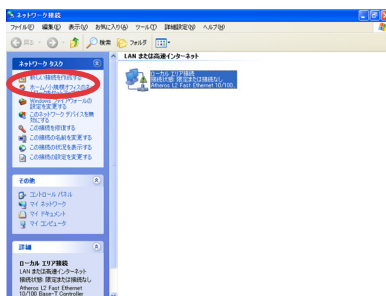 ネットワーク接続
ファイル(F) 編集(E) 表示(V) お気に入り(A) ツール(T) 詳細設定(N) ヘルプ(H)
戻る 検索 フォルダ
ネットワーク タスク
新しい接続を作成する
ホーム/小規模オフィスのネ
Windows ファイアウォールの
設定を変更する
このネットワーク デバイスを無
効にする
この接続を修復する
この接続の名前を変更する
この接続の状況を表示する
この接続の設定を変更する
その他
コントロール パネル
マイ ネットワーク
マイ ドキュメント
マイ コンピュータ
詳細
ローカル エリア接続
LAN または高速インターネット
接続状態 限定または接続なし
Atheros L2 Fast Ethernet
10/100 Base-T Controller
LAN または高速インターネット
ローカル エリア接続
接続状態 限定または接続なし、
Atheros L2 Fast Ethernet 10/100